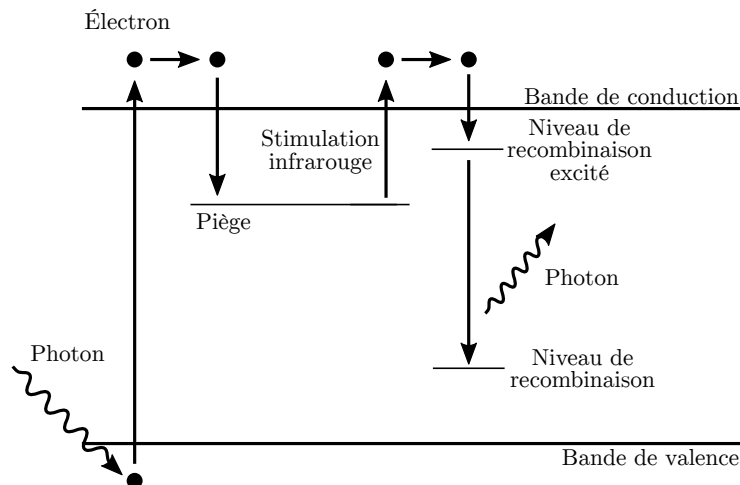 Électron
Bande de conduction
Stimulation
infrarouge
Niveau de
recombinaison
excité
Piège
Photon
Photon
Niveau de
recombinaison
Bande de valence